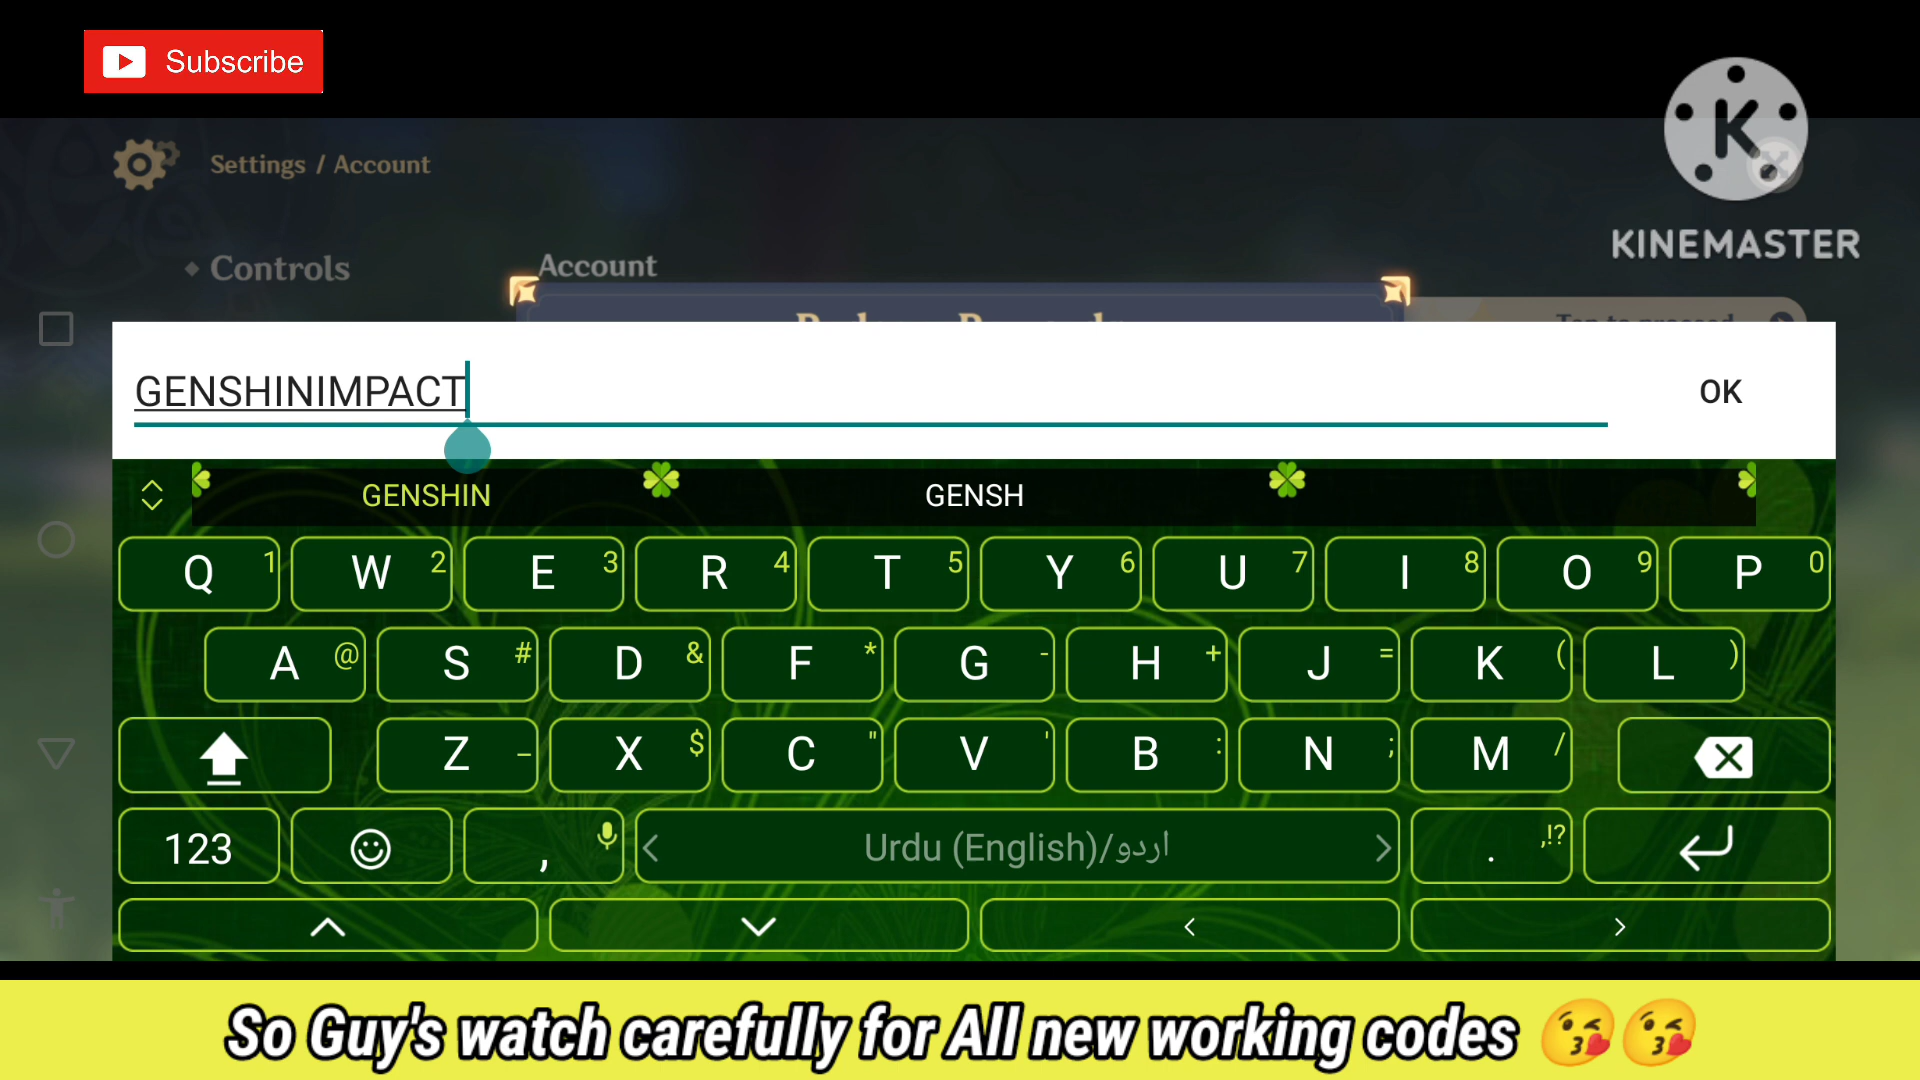 Subscribe
K
KINEMASTER
Settings / Account
Controls
Account
GENSHINIMPACT
OK
GENSHIN
GENSH
Q 1 W 2 E 3 R 4 T 5 Y 6 U 7 I 8 O 9 P 0
A @ S # D & F * G - H + J = K ( L )
Z _ X $ C " V ' B : N ; M /
123 , < Urdu (English)/اردو > . ,!?
So Guy's watch carefully for All new working codes 😘😘